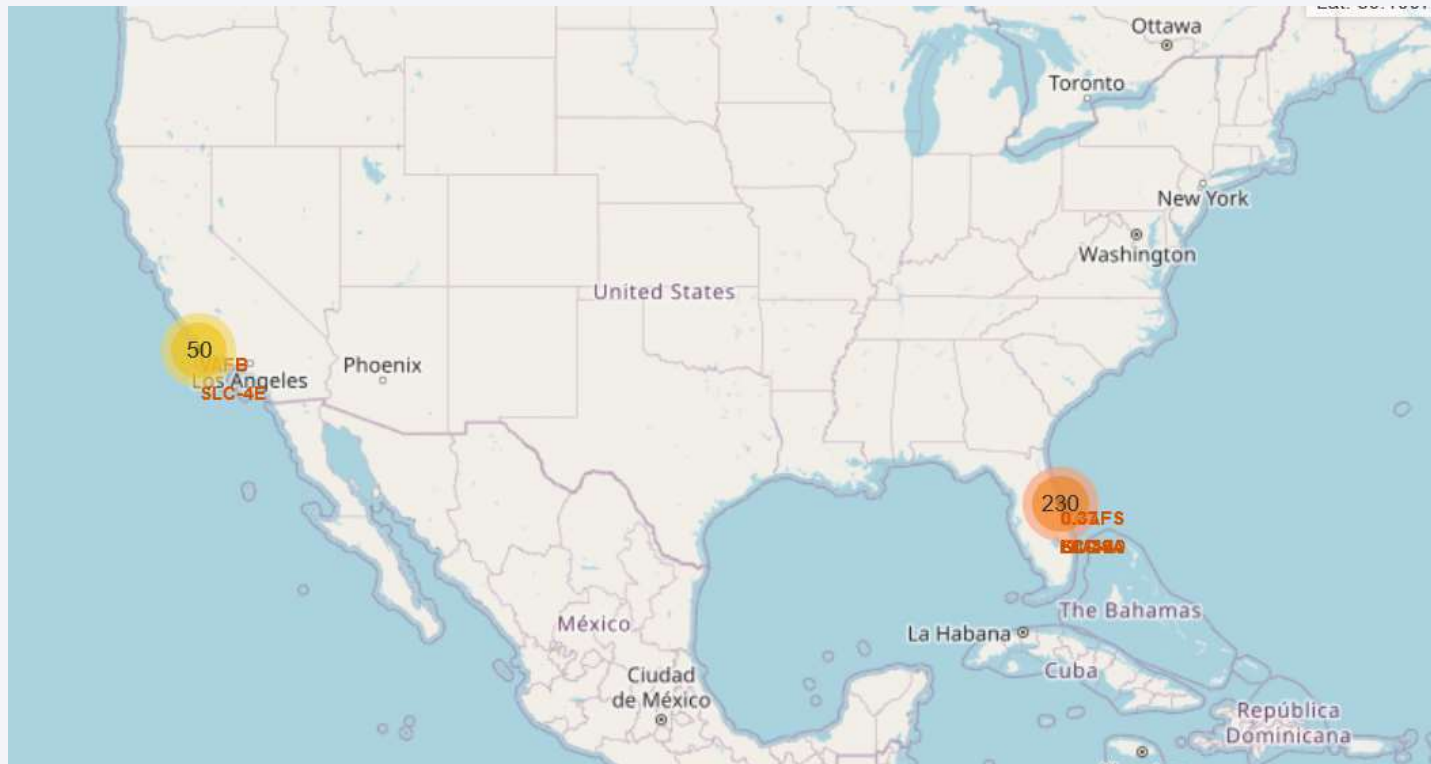 Ottawa
Toronto
New York
Washington
United States
50
VAFB
Los Angeles
SLC-4E
Phoenix
230
The Bahamas
La Habana
México
Cuba
Ciudad
de México
República
Dominicana